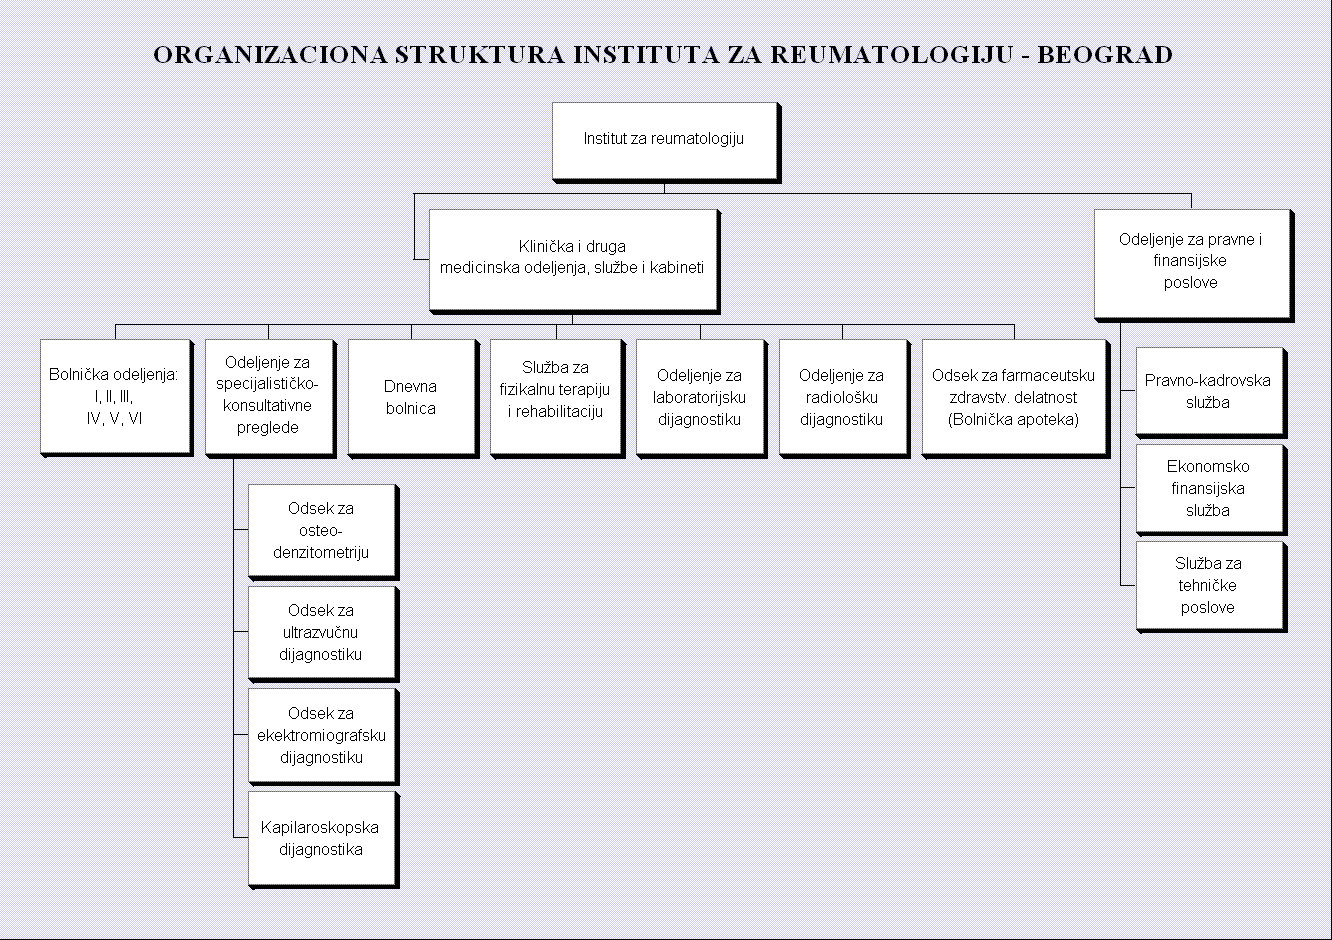 ORGANIZACIONA STRUKTURA INSTITUTA ZA REUMATOLOGIJU - BEOGRAD
Institut za reumatologiju
Klinička i druga
medicinska odeljenja, službe i kabineti
Odeljenje za pravne i
finansijske
poslove
Bolnička odeljenja:
I, II, III,
IV, V, VI
Odeljenje za
specijalističko-
konsultativne
preglede
Dnevna
bolnica
Služba za
fizikalnu terapiju
i rehabilitaciju
Odeljenje za
laboratorijsku
dijagnostiku
Odeljenje za
radiološku
dijagnostiku
Odsek za farmaceutsku
zdravstv. delatnost
(Bolnička apoteka)
Pravno-kadrovska
služba
Ekonomsko
finansijska
služba
Služba za
tehničke
poslove
Odsek za
osteo-
denzitometriju
Odsek za
ultrazvučnu
dijagnostiku
Odsek za
ekektromiografsku
dijagnostiku
Kapilaroskopska
dijagnostika